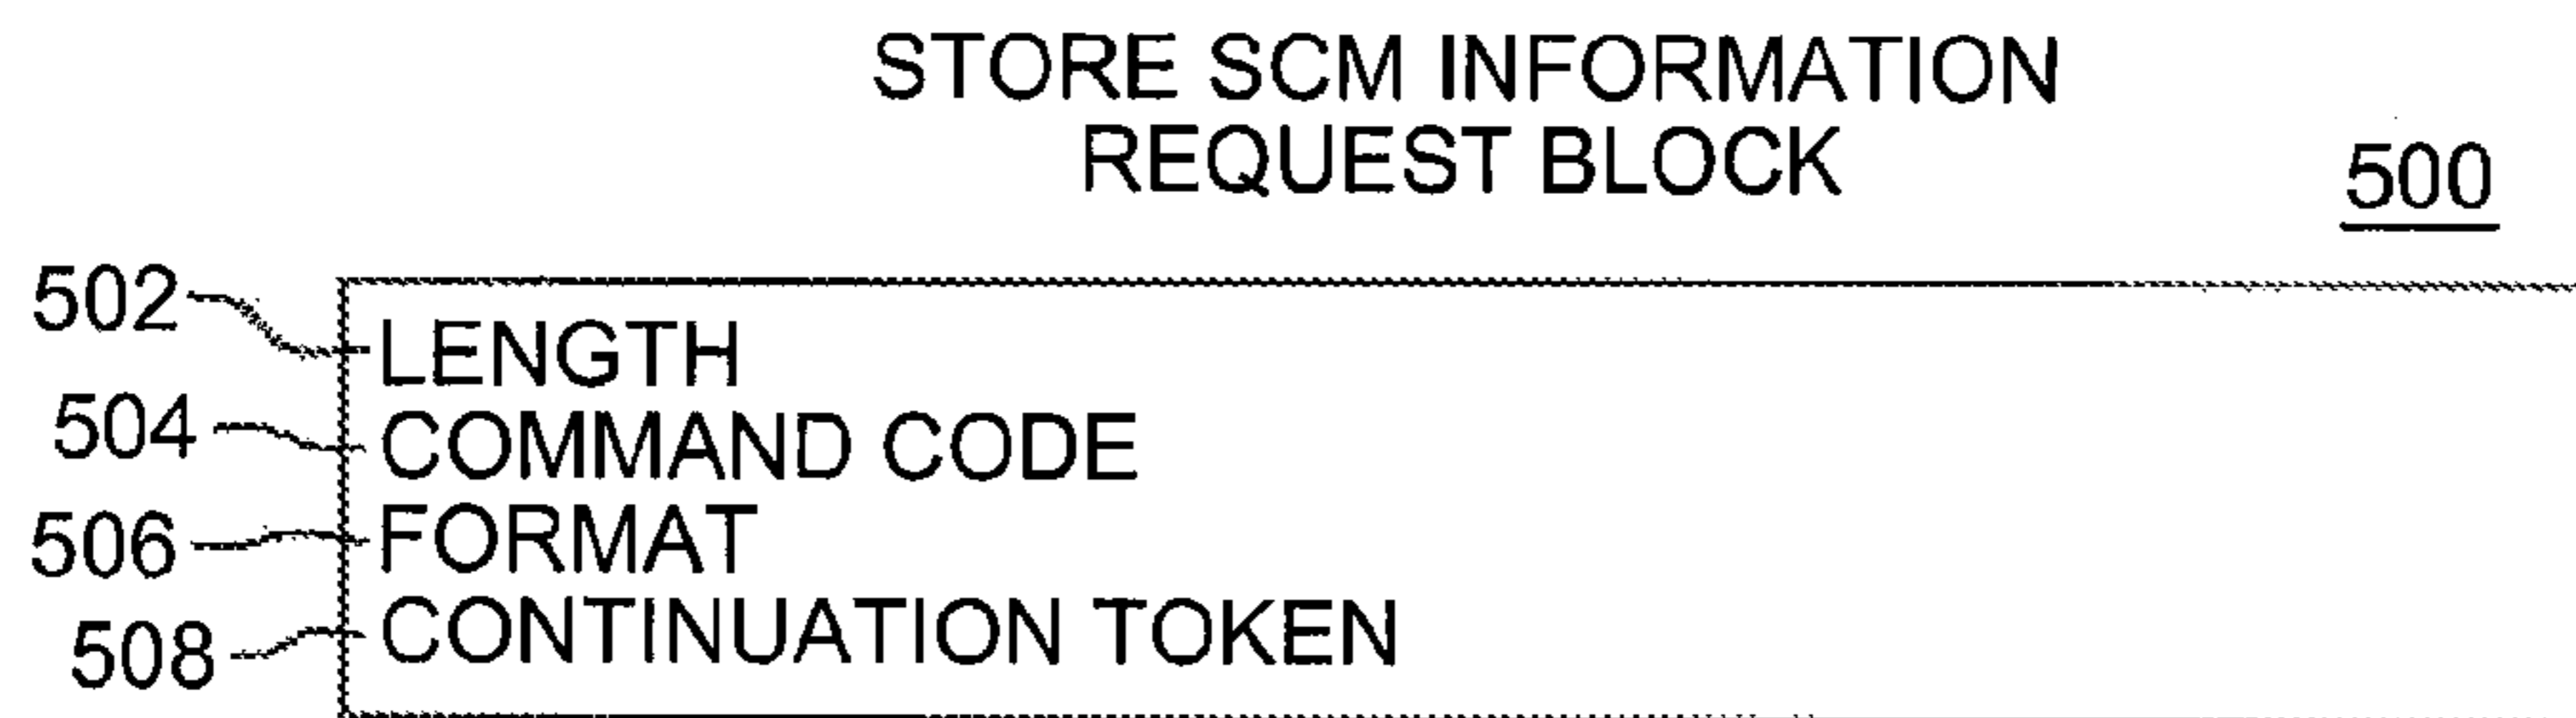 STORE SCM INFORMATION
REQUEST BLOCK
500
502 LENGTH
504 COMMAND CODE
506 FORMAT
508 CONTINUATION TOKEN